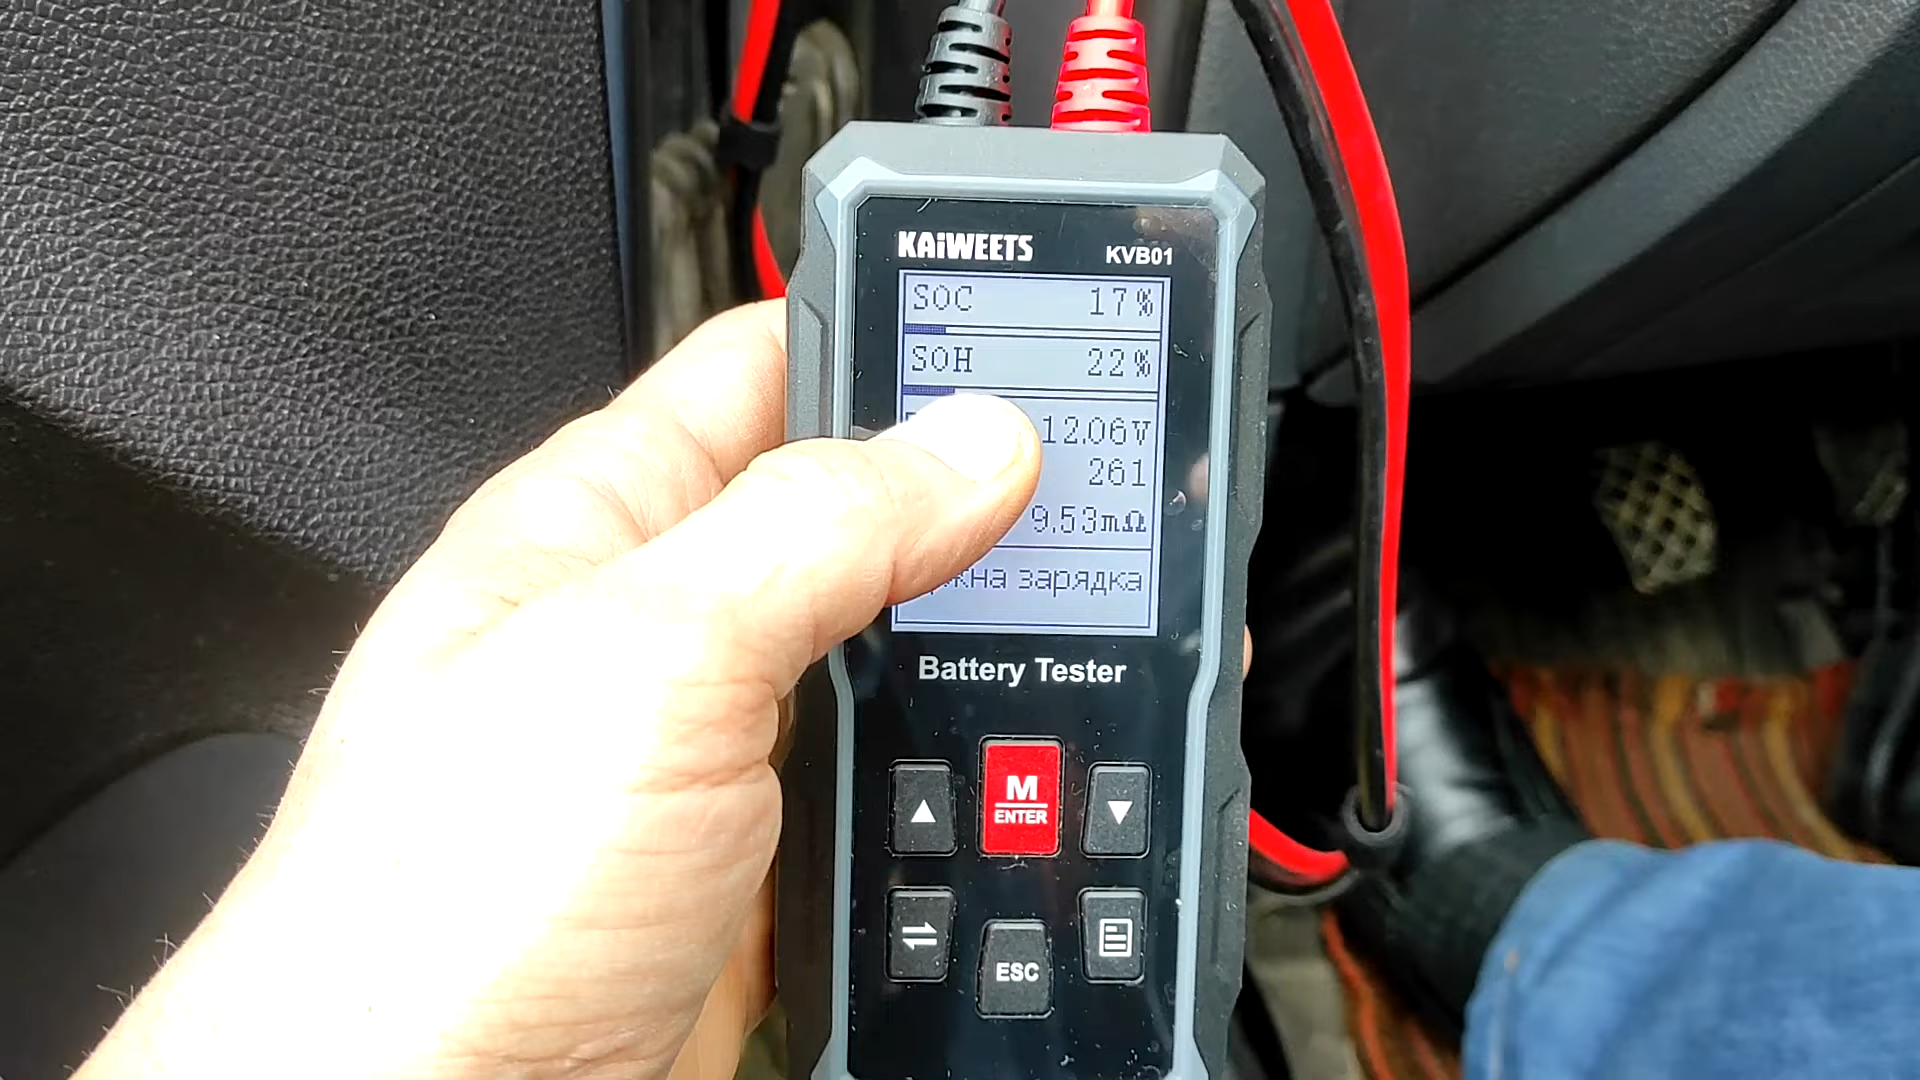 KAiWEETS KVB01
SOC 17%
SOH 22%
12.06V
261
9.53mΩ
зарядка
Battery Tester
M
ENTER
ESC